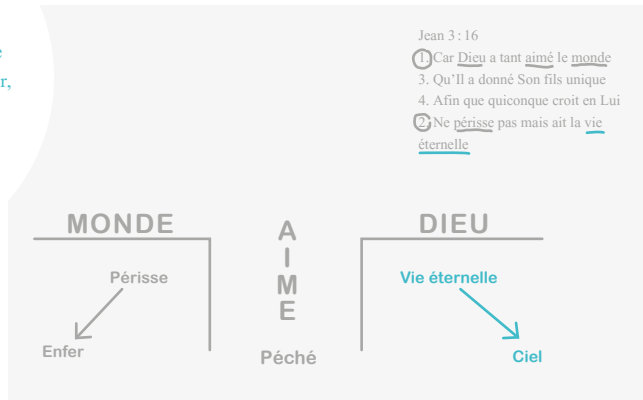 e
r,
Jean 3 : 16
1. Car Dieu a tant aimé le monde
3. Qu'Il a donné Son fils unique
4. Afin que quiconque croit en Lui
2. Ne périsse pas mais ait la vie
éternelle
MONDE
A
I
M
E
DIEU
Périsse
Vie éternelle
Enfer
Péché
Ciel